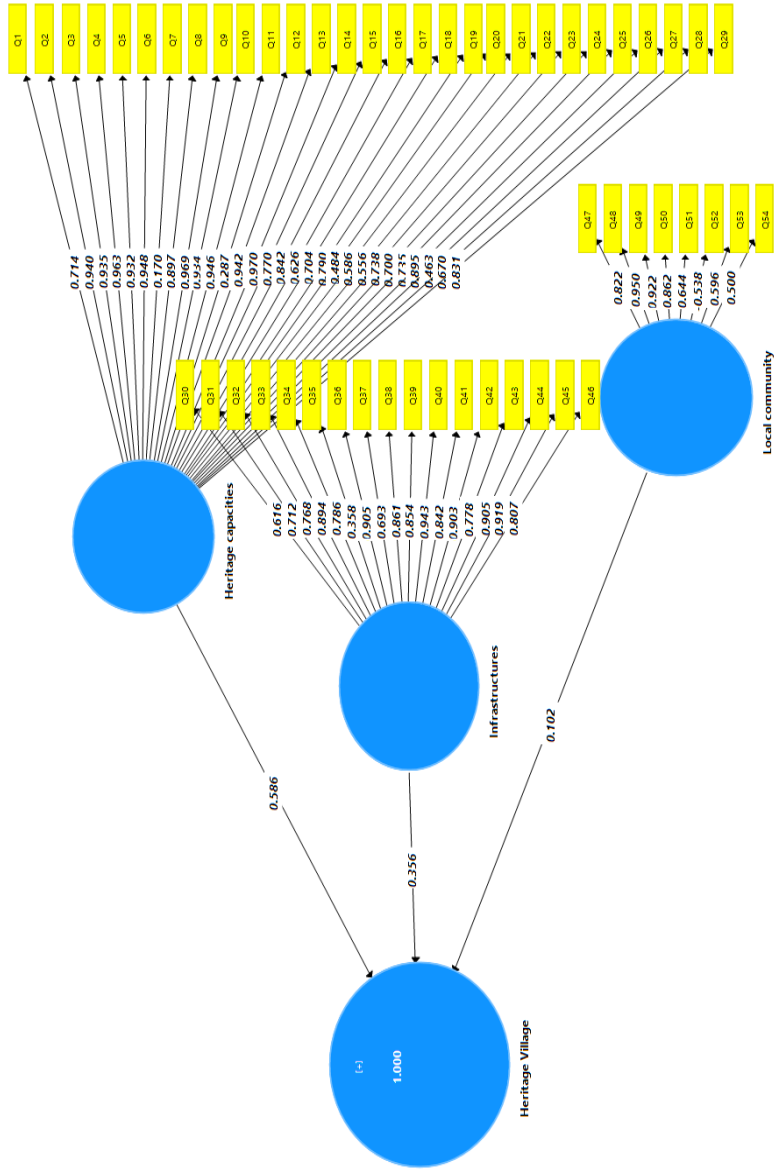 Q1
Q2
Q3
Q4
Q5
Q6
Q7
Q8
Q9
Q10
Q11
Q12
Q13
Q14
Q15
Q16
Q17
Q18
Q19
Q20
Q21
Q22
Q23
Q24
Q25
Q26
Q27
Q28
Q29
0.714
0.940
0.935
0.963
0.932
0.948
0.170
0.897
0.969
0.934
0.946
0.287
0.942
0.970
0.770
0.842
0.626
0.704
0.790
0.484
0.586
0.556
0.738
0.700
0.735
0.895
0.463
0.670
0.831
Heritage capacities
Q47
Q48
Q49
Q50
Q51
Q52
Q53
Q54
0.822
0.950
0.922
0.862
0.644
-0.538
0.596
0.500
Local community
Q30
Q31
Q32
Q33
Q34
Q35
Q36
Q37
Q38
Q39
Q40
Q41
Q42
Q43
Q44
Q45
Q46
0.616
0.712
0.768
0.894
0.786
0.358
0.905
0.693
0.861
0.854
0.943
0.842
0.903
0.778
0.905
0.919
0.807
Infrastructures
0.586
0.356
0.102
[+]
1.000
Heritage Village